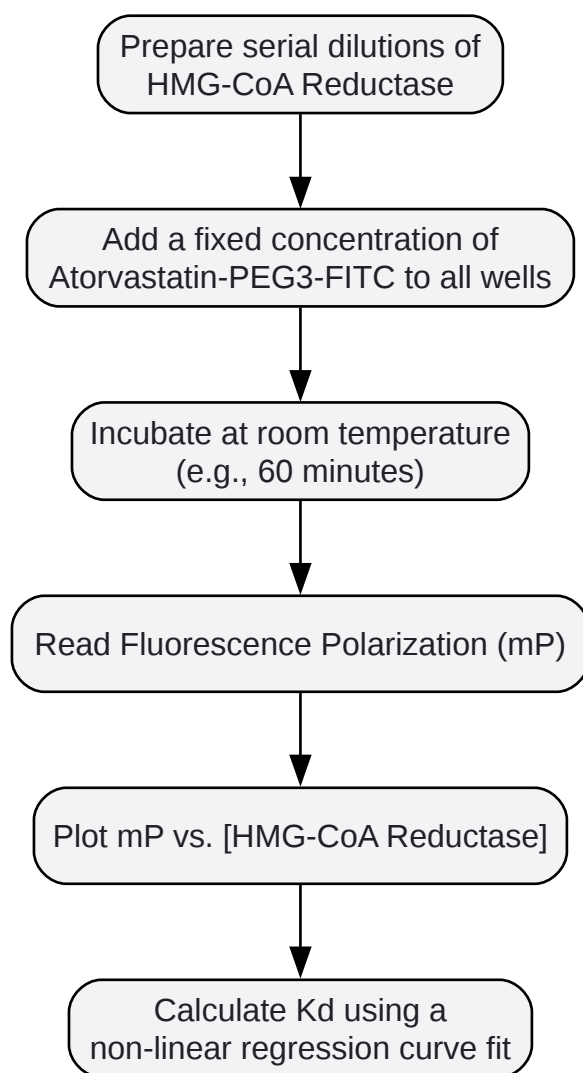 Prepare serial dilutions of
HMG-CoA Reductase
Add a fixed concentration of
Atorvastatin-PEG3-FITC to all wells
Incubate at room temperature
(e.g., 60 minutes)
Read Fluorescence Polarization (mP)
Plot mP vs. [HMG-CoA Reductase]
Calculate Kd using a
non-linear regression curve fit